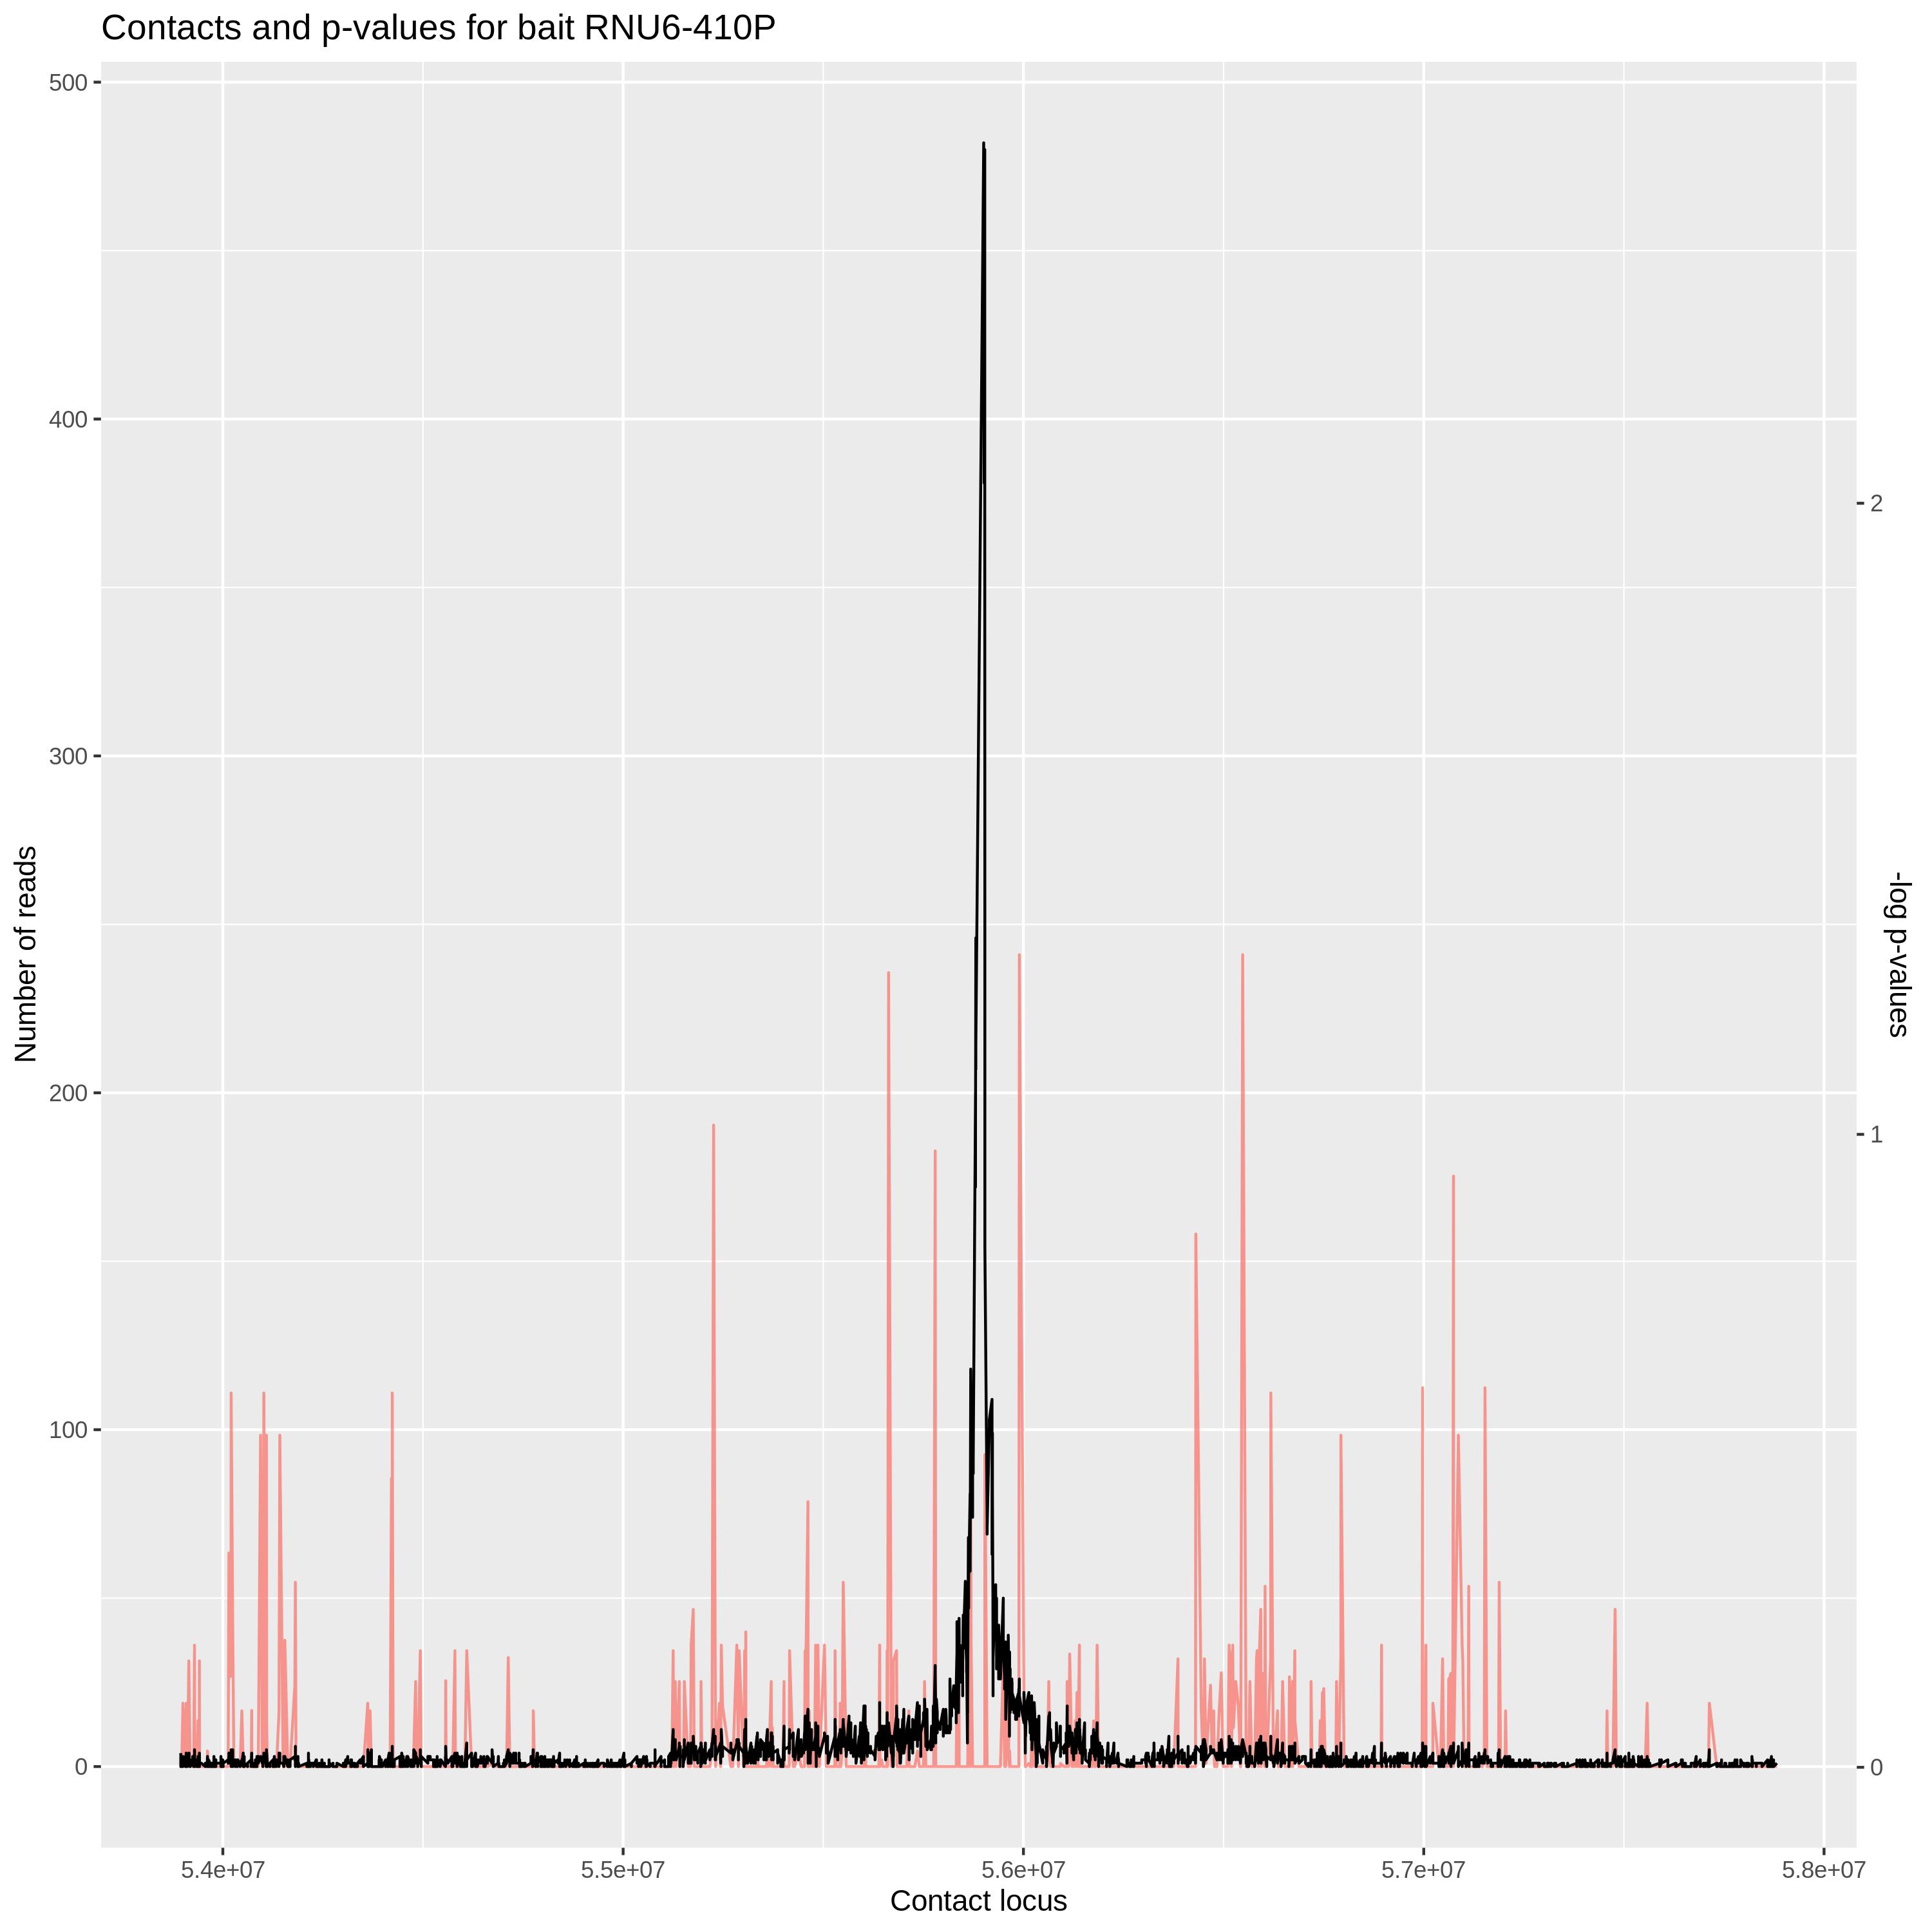 Contacts and p-values for bait RNU6-410P
500
400
300
200
100
0
Number of reads
2
1
0
-log p-values
5.4e+07
5.5e+07
5.6e+07
5.7e+07
5.8e+07
Contact locus